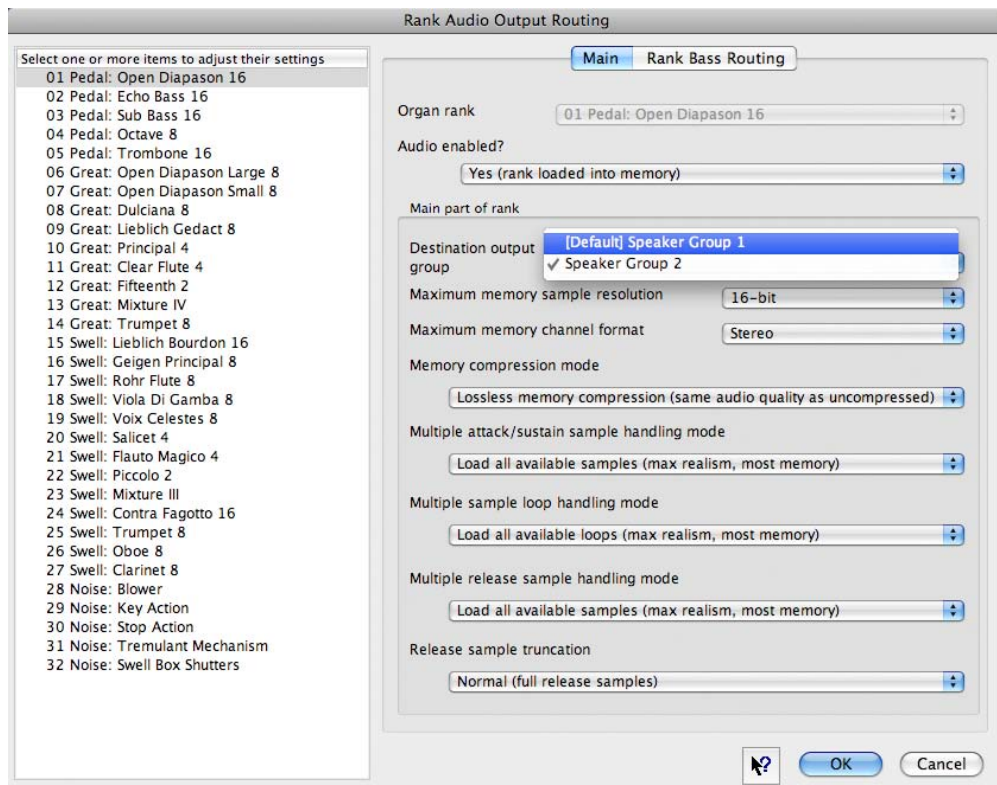 Rank Audio Output Routing
Select one or more items to adjust their settings
01 Pedal: Open Diapason 16
02 Pedal: Echo Bass 16
03 Pedal: Sub Bass 16
04 Pedal: Octave 8
05 Pedal: Trombone 16
06 Great: Open Diapason Large 8
07 Great: Open Diapason Small 8
08 Great: Dulciana 8
09 Great: Lieblich Gedact 8
10 Great: Principal 4
11 Great: Clear Flute 4
12 Great: Fifteenth 2
13 Great: Mixture IV
14 Great: Trumpet 8
15 Swell: Lieblich Bourdon 16
16 Swell: Geigen Principal 8
17 Swell: Rohr Flute 8
18 Swell: Viola Di Gamba 8
19 Swell: Voix Celestes 8
20 Swell: Salicet 4
21 Swell: Flauto Magico 4
22 Swell: Piccolo 2
23 Swell: Mixture III
24 Swell: Contra Fagotto 16
25 Swell: Trumpet 8
26 Swell: Oboe 8
27 Swell: Clarinet 8
28 Noise: Blower
29 Noise: Key Action
30 Noise: Stop Action
31 Noise: Tremulant Mechanism
32 Noise: Swell Box Shutters
Main Rank Bass Routing
Organ rank 01 Pedal: Open Diapason 16
Audio enabled?
Yes (rank loaded into memory)
Main part of rank
Destination output group
[Default] Speaker Group 1
✓ Speaker Group 2
Maximum memory sample resolution 16-bit
Maximum memory channel format Stereo
Memory compression mode
Lossless memory compression (same audio quality as uncompressed)
Multiple attack/sustain sample handling mode
Load all available samples (max realism, most memory)
Multiple sample loop handling mode
Load all available loops (max realism, most memory)
Multiple release sample handling mode
Load all available samples (max realism, most memory)
Release sample truncation
Normal (full release samples)
? OK Cancel